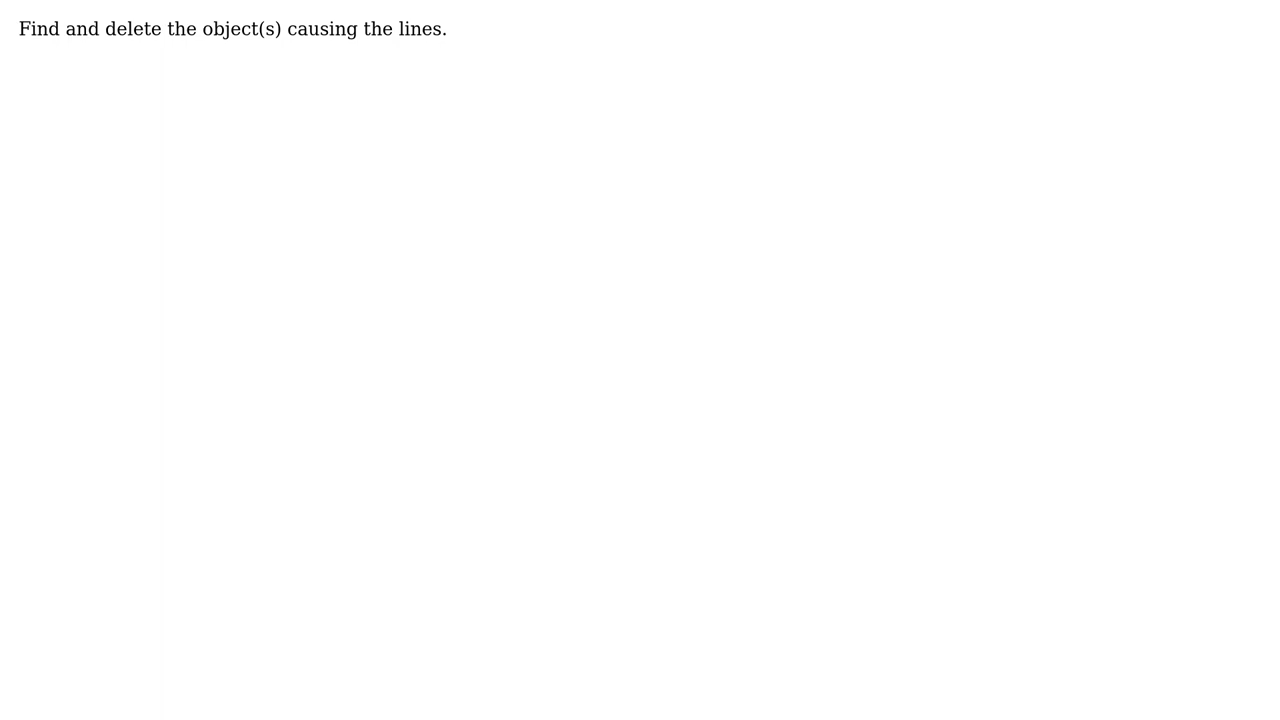 Find and delete the object(s) causing the lines.